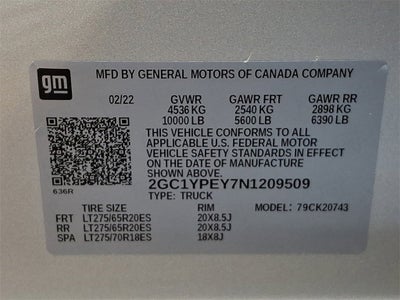 gm
MFD BY GENERAL MOTORS OF CANADA COMPANY
02/22 GVWR GAWR FRT GAWR RR
4536 KG 2540 KG 2898 KG
10000 LB 5600 LB 6390 LB
THIS VEHICLE CONFORMS TO ALL
APPLICABLE U.S. FEDERAL MOTOR
VEHICLE SAFETY STANDARDS IN EFFECT
ON THE DATE OF MANUFACTURE
SHOWN ABOVE.
2GC1YPEY7N1209509
636R TYPE: TRUCK
TIRE SIZE RIM MODEL: 79CK20743
FRT LT275/65R20ES 20X8.5J
RR LT275/65R20ES 20X8.5J
SPA LT275/70R18ES 18X8J